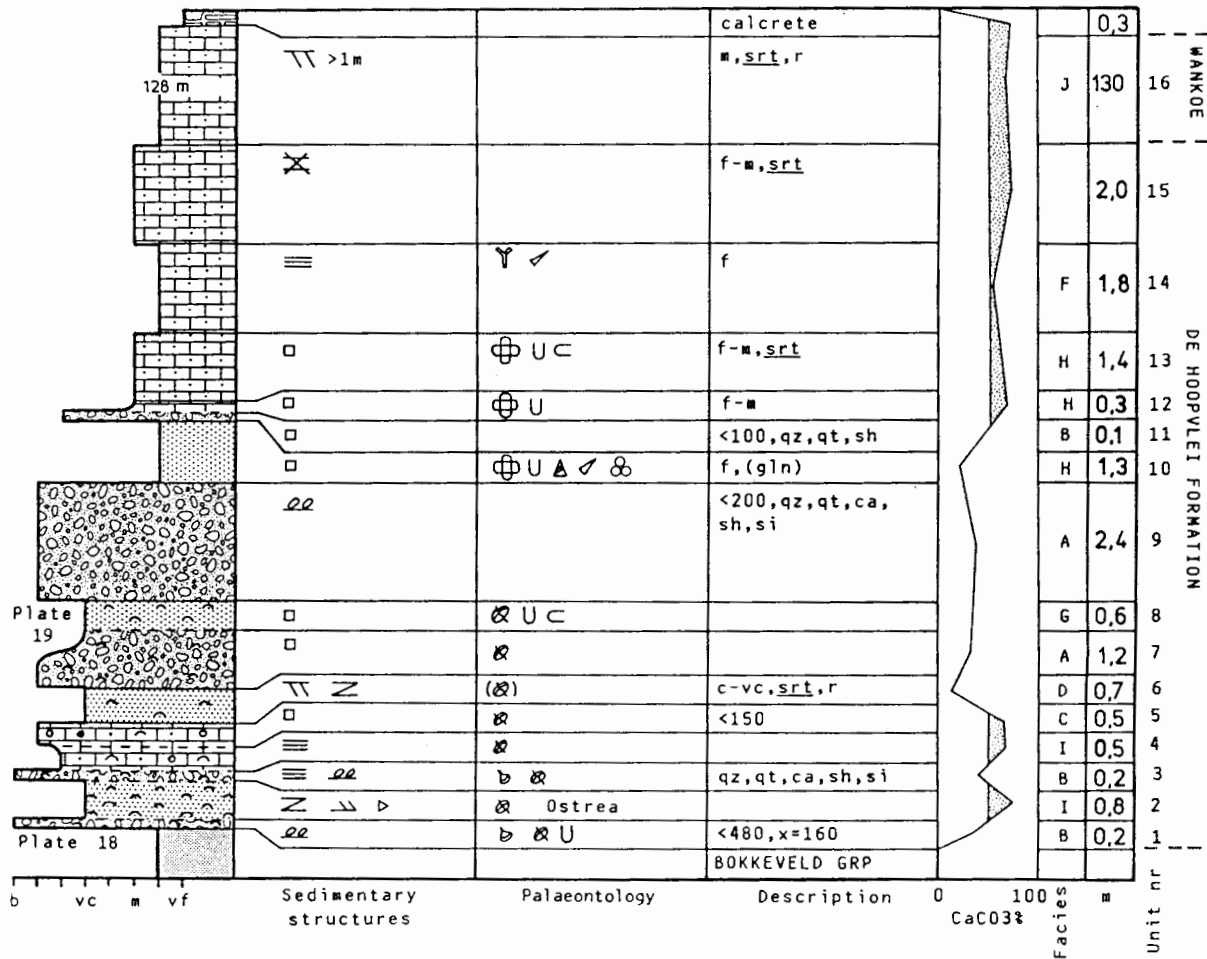 calcrete 0,3
>1m m,srt,r
128 m J 130 16 WANKOE
f-m,srt
2,0 15
f
F 1,8 14
f-m,srt
H 1,4 13
f-m H 0,3 12
<100,qz,qt,sh B 0,1 11
f,(gln) H 1,3 10
<200,qz,qt,ca,
sh,si
A 2,4 9
DE HOOPVLEI FORMATION
Plate
19
G 0,6 8
A 1,2 7
c-vc,srt,r D 0,7 6
<150 C 0,5 5
I 0,5 4
qz,qt,ca,sh,si B 0,2 3
Ostrea I 0,8 2
Plate 18 <480,x=160 B 0,2 1
BOKKEVELD GRP
b vc m vf
Sedimentary
structures
Palaeontology
Description
0 100
CaCO3%
Facies
m
Unit nr